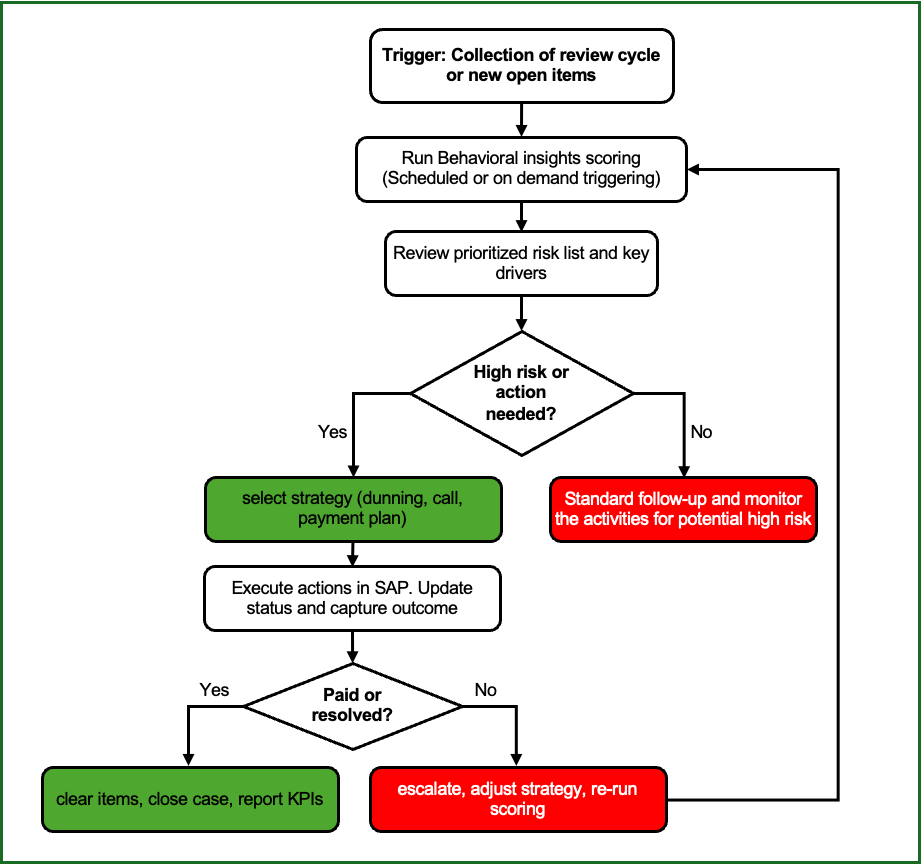 Trigger: Collection of review cycle
or new open items
Run Behavioral insights scoring
(Scheduled or on demand triggering)
Review prioritized risk list and key
drivers
High risk or
action
needed?
Yes
No
select strategy (dunning, call,
payment plan)
Standard follow-up and monitor
the activities for potential high risk
Execute actions in SAP. Update
status and capture outcome
Yes
No
Paid or
resolved?
clear items, close case, report KPIs
escalate, adjust strategy, re-run
scoring